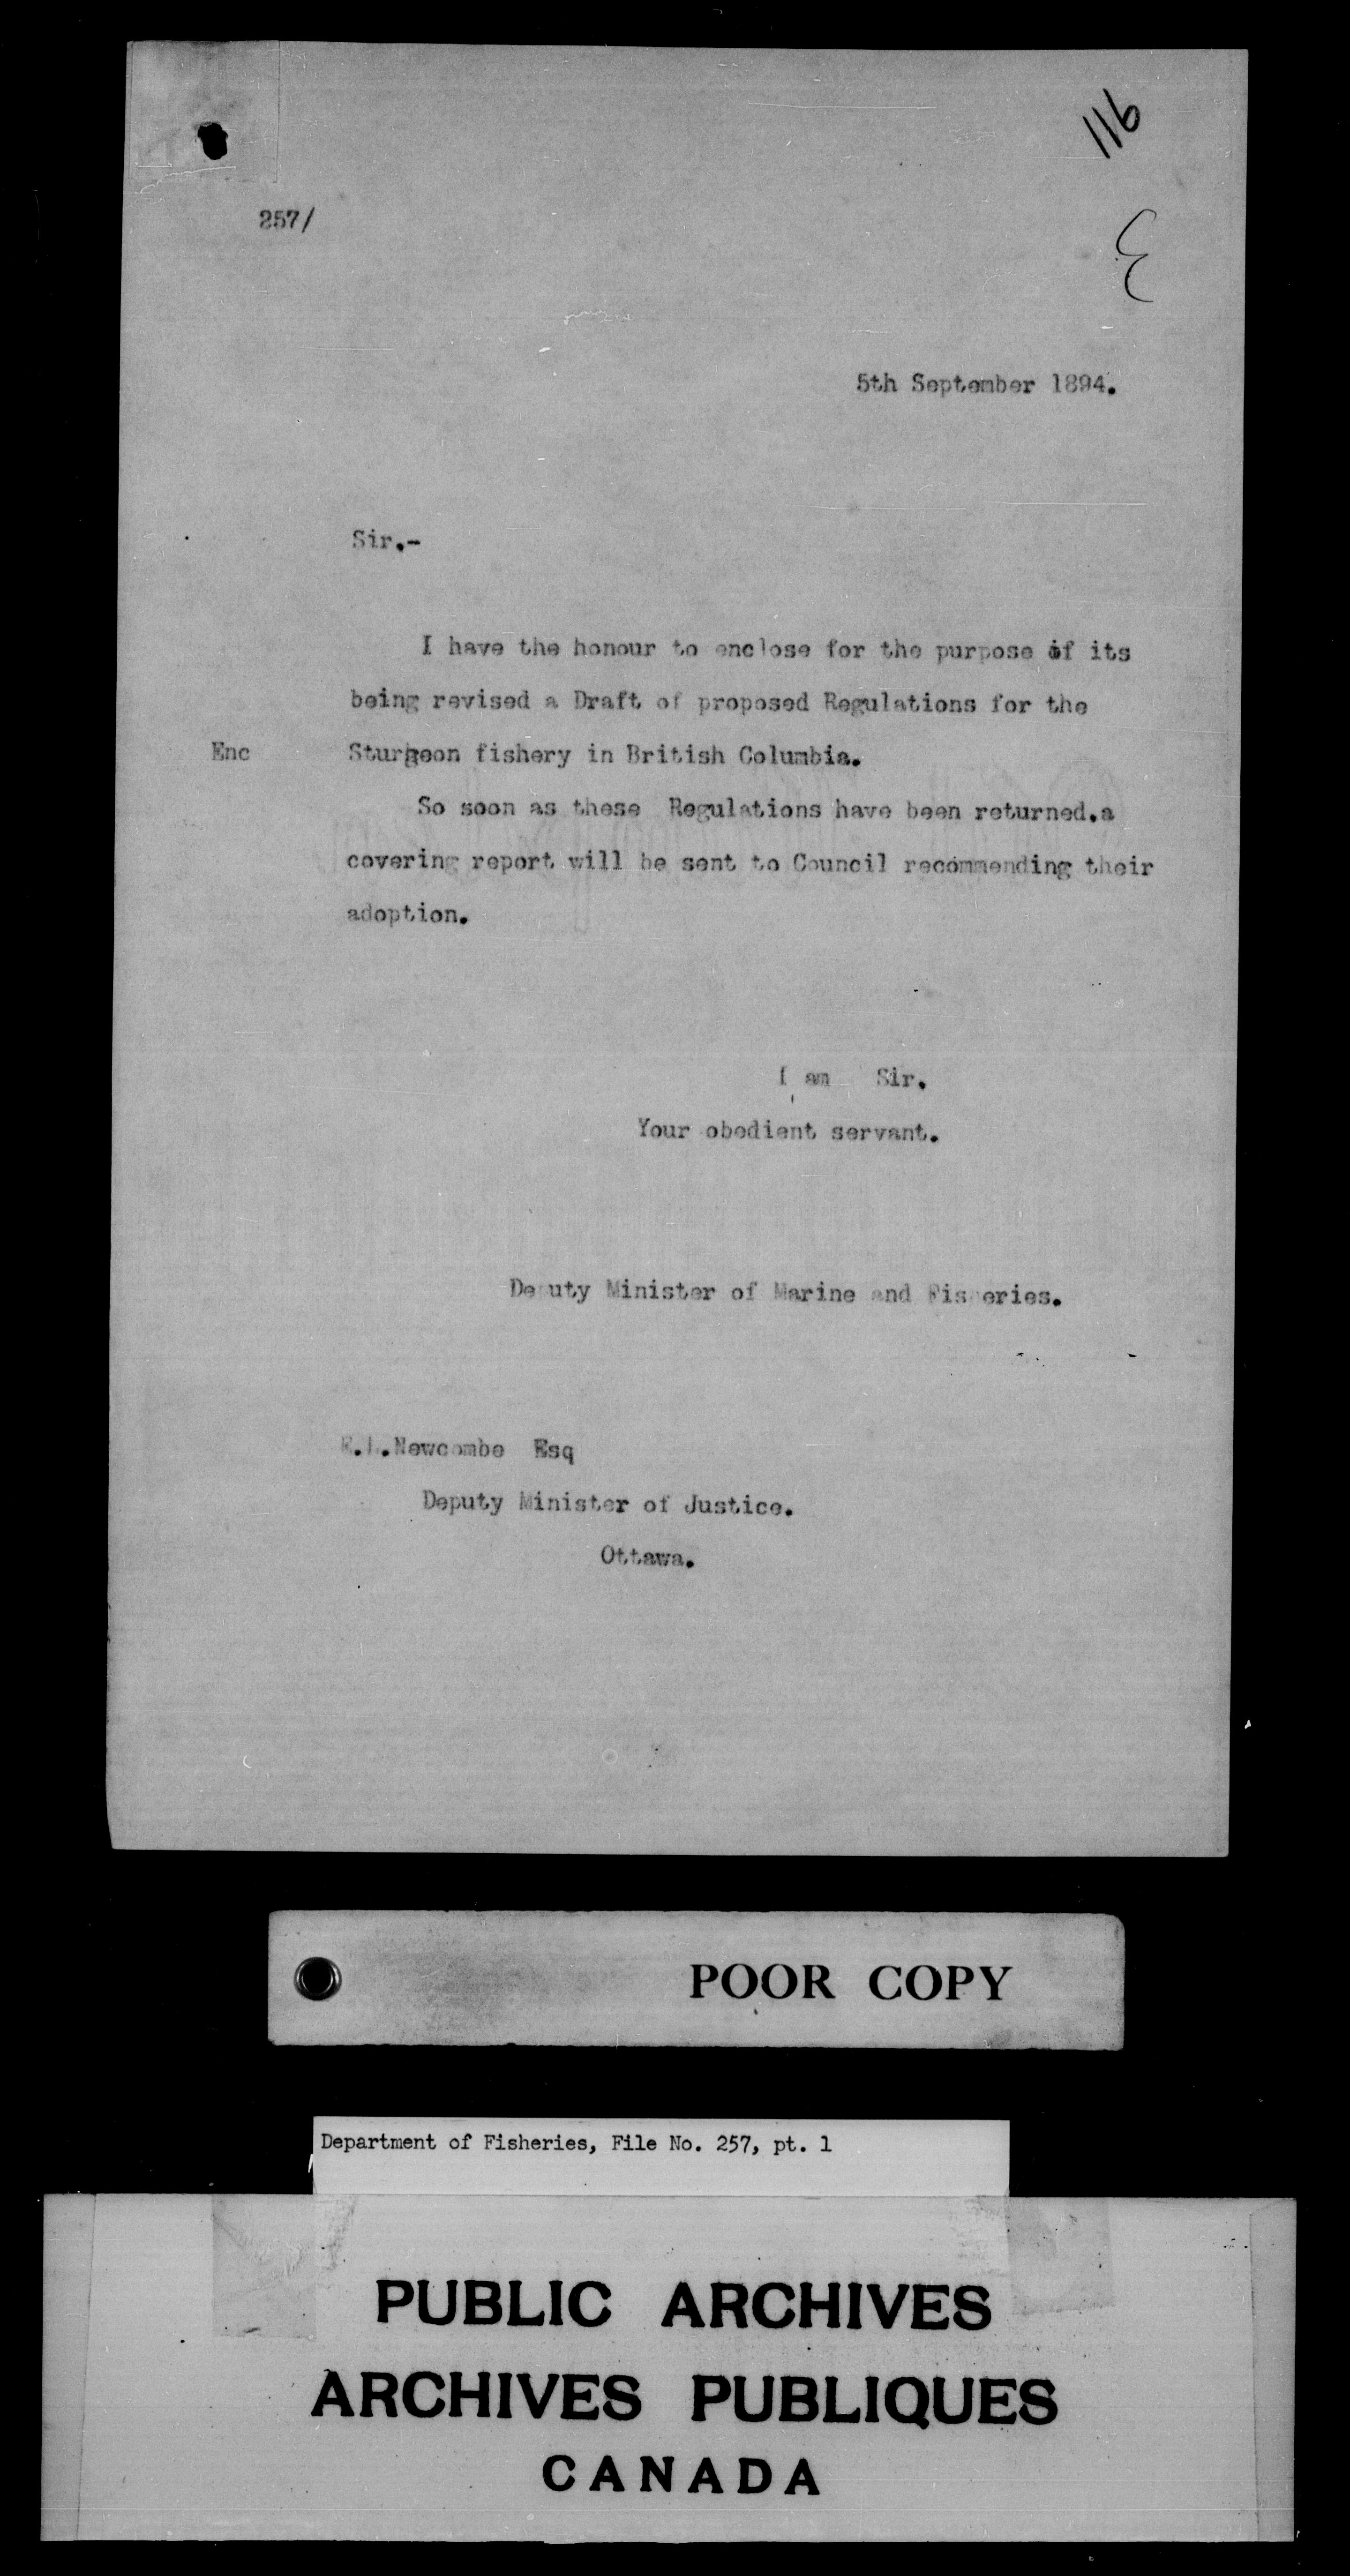 116
257/
5th September 1894.
Sir.-
I have the honour to enclose for the purpose of its
being revised a Draft of proposed Regulations for the
Enc Sturgeon fishery in British Columbia.
So soon as these Regulations have been returned.a
covering report will be sent to Council recommending their
adoption.
I am Sir.
Your obedient servant.
Deputy Minister of Marine and Fisheries.
E.L.Newcombe Esq
Deputy Minister of Justice.
Ottawa.
POOR COPY
Department of Fisheries, File No. 257, pt. 1
PUBLIC ARCHIVES
ARCHIVES PUBLIQUES
CANADA